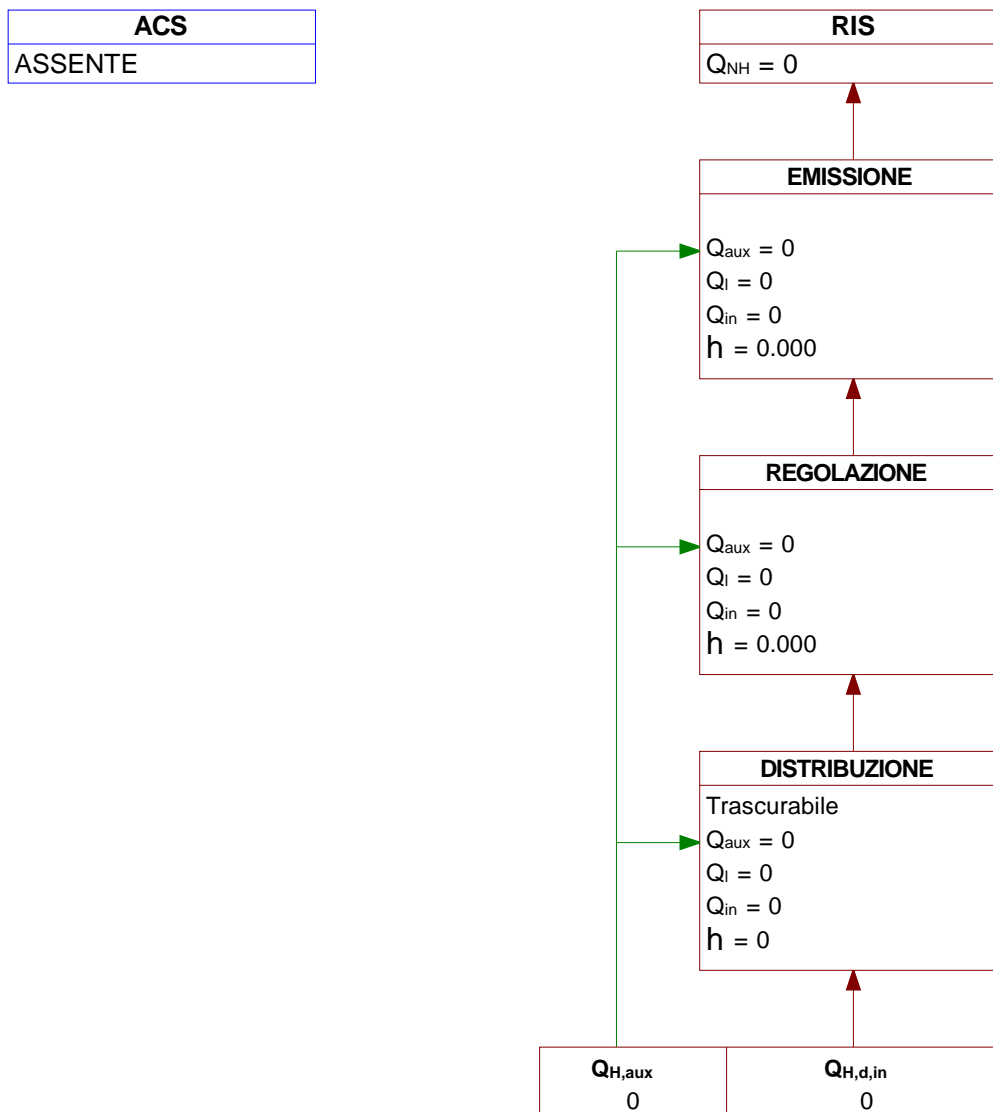 ACS
ASSENTE
RIS
QNH = 0
EMISSIONE
Qaux = 0
Ql = 0
Qin = 0
h = 0.000
REGOLAZIONE
Qaux = 0
Ql = 0
Qin = 0
h = 0.000
DISTRIBUZIONE
Trascurabile
Qaux = 0
Ql = 0
Qin = 0
h = 0
QH,aux QH,d,in
0 0